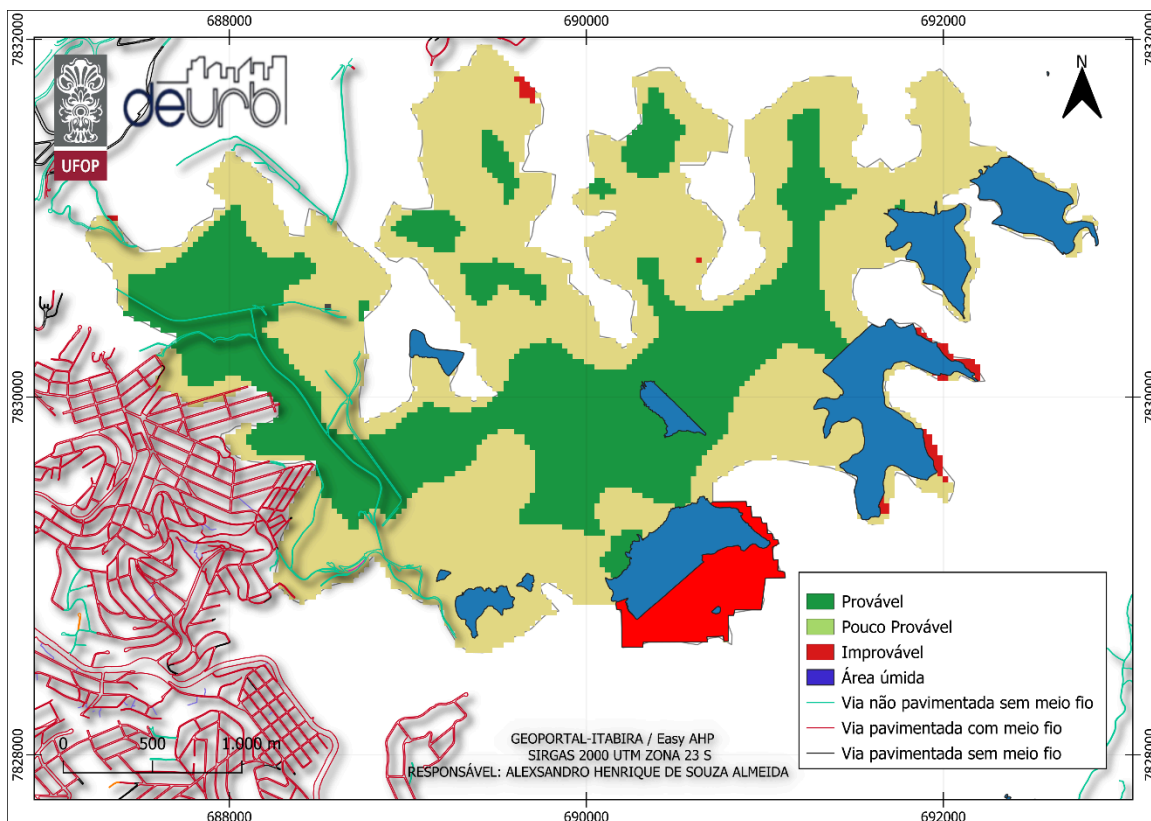 688000
690000
692000
7832000
7832000
N
UFOP
deurb
7830000
7830000
Provável
Pouco Provável
Improvável
Área úmida
Via não pavimentada sem meio fio
Via pavimentada com meio fio
Via pavimentada sem meio fio
0 500 1.000 m
GEOPORTAL-ITABIRA / Easy AHP
SIRGAS 2000 UTM ZONA 23 S
RESPONSÁVEL: ALEXSANDRO HENRIQUE DE SOUZA ALMEIDA
7828000
7828000
688000
690000
692000